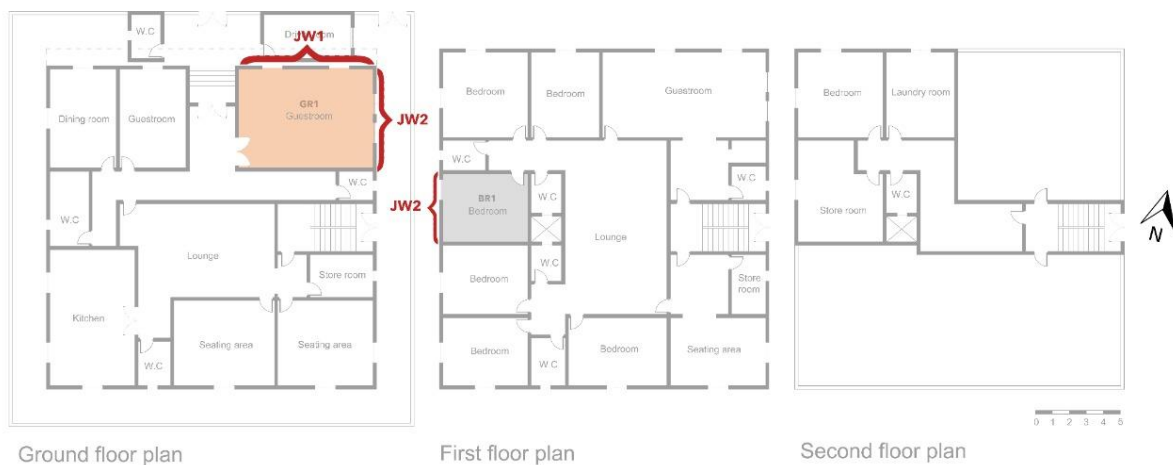 W.C
Driver room
JW1
GR1
Guestroom
JW2
Dining room
Guestroom
W.C
W.C
Lounge
Store room
Kitchen
Seating area
Seating area
W.C
Ground floor plan
Bedroom
Bedroom
Guestroom
W.C
W.C
JW2
BR1
Bedroom
W.C
Lounge
Bedroom
W.C
Store
room
Bedroom
W.C
Bedroom
Seating area
First floor plan
Bedroom
Laundry room
Store room
W.C
N
0 1 2 3 4 5
Second floor plan